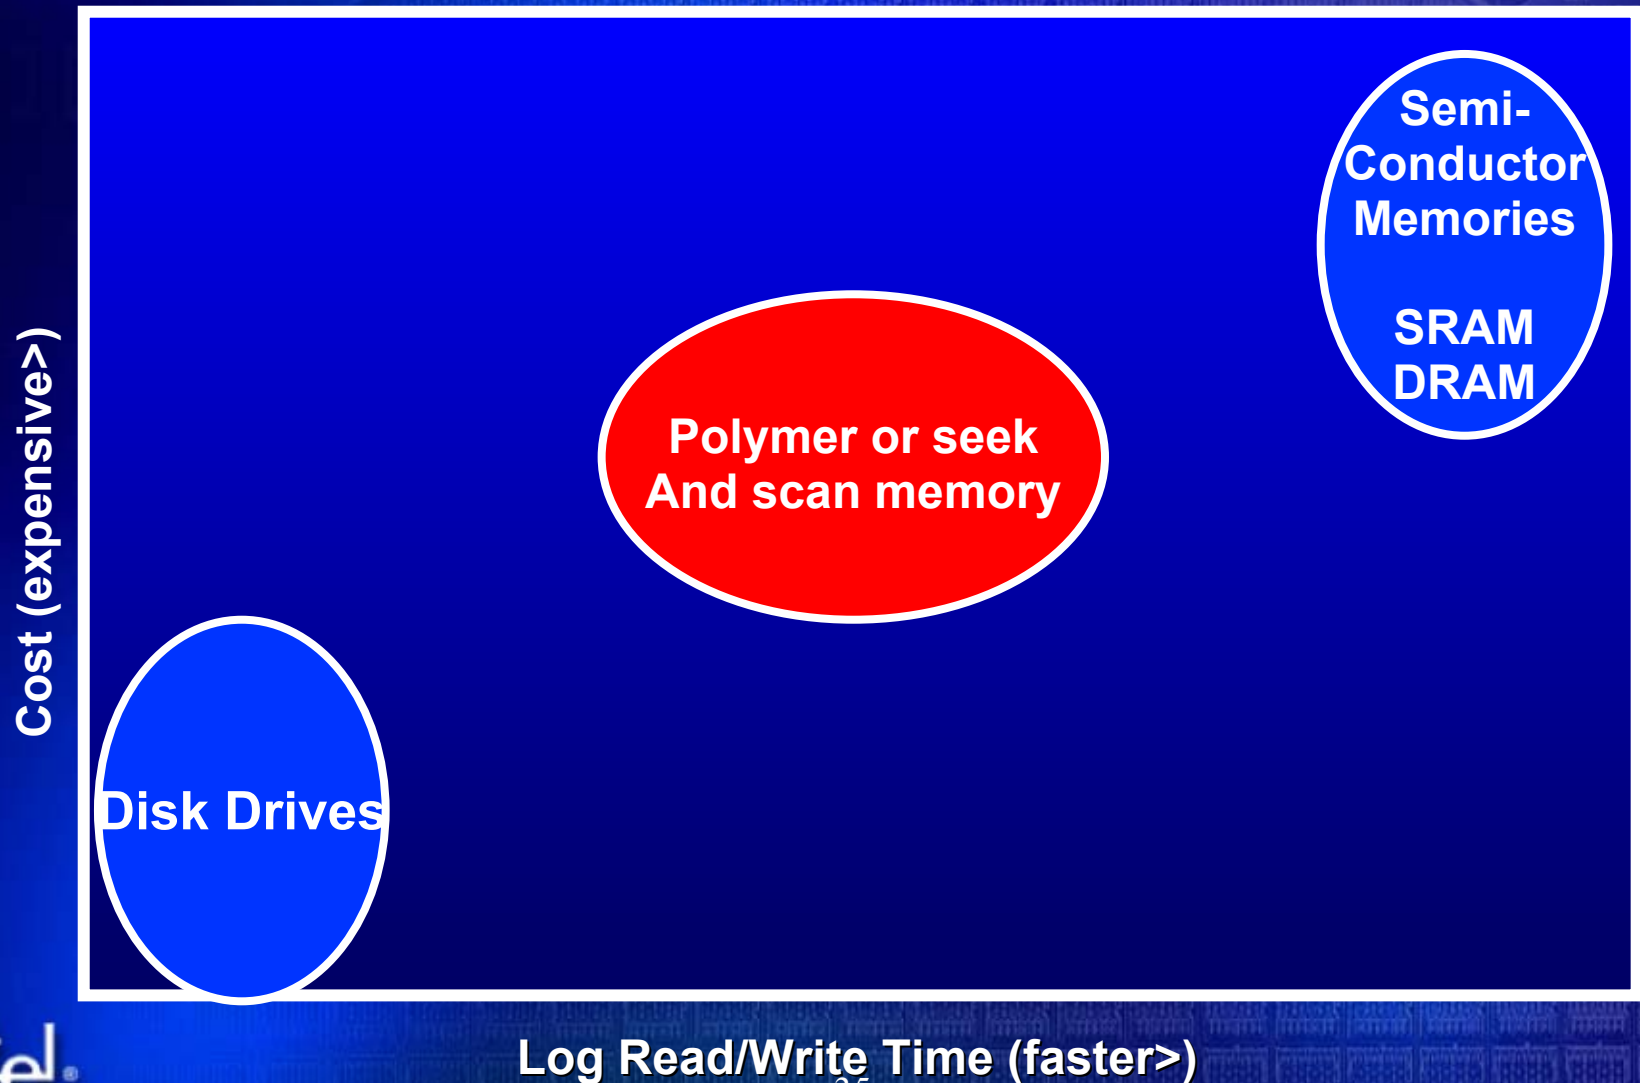 Semi-
Conductor
Memories
SRAM
DRAM
Polymer or seek
And scan memory
Disk Drives
Cost (expensive>)
Log Read/Write Time (faster>)